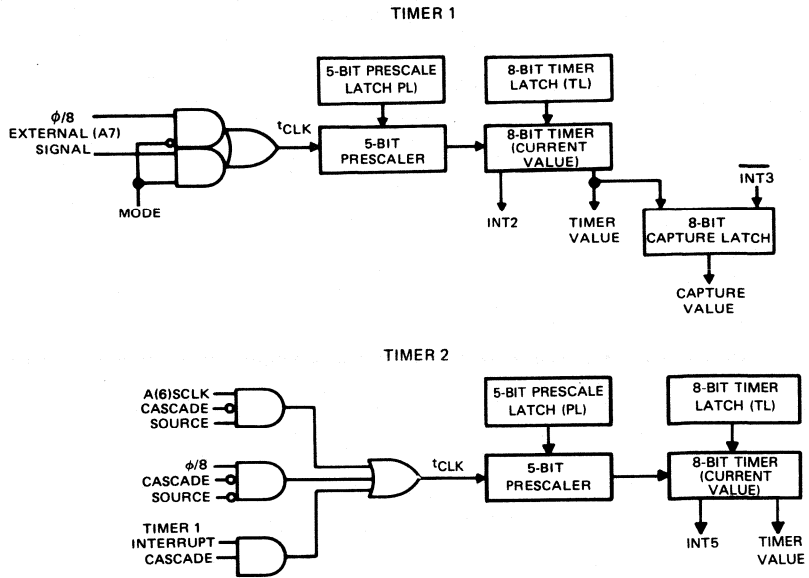 TIMER 1
5-BIT PRESCALE
LATCH PL)
8-BIT TIMER
LATCH (TL)
ϕ/8
EXTERNAL (A7)
SIGNAL
MODE
tCLK
5-BIT
PRESCALER
8-BIT TIMER
(CURRENT
VALUE)
INT2
TIMER
VALUE
INT3
8-BIT
CAPTURE LATCH
CAPTURE
VALUE
TIMER 2
A(6)SCLK
CASCADE
SOURCE
ϕ/8
CASCADE
SOURCE
TIMER 1
INTERRUPT
CASCADE
tCLK
5-BIT PRESCALE
LATCH (PL)
8-BIT TIMER
LATCH (TL)
5-BIT
PRESCALER
8-BIT TIMER
(CURRENT
VALUE)
INT5
TIMER
VALUE